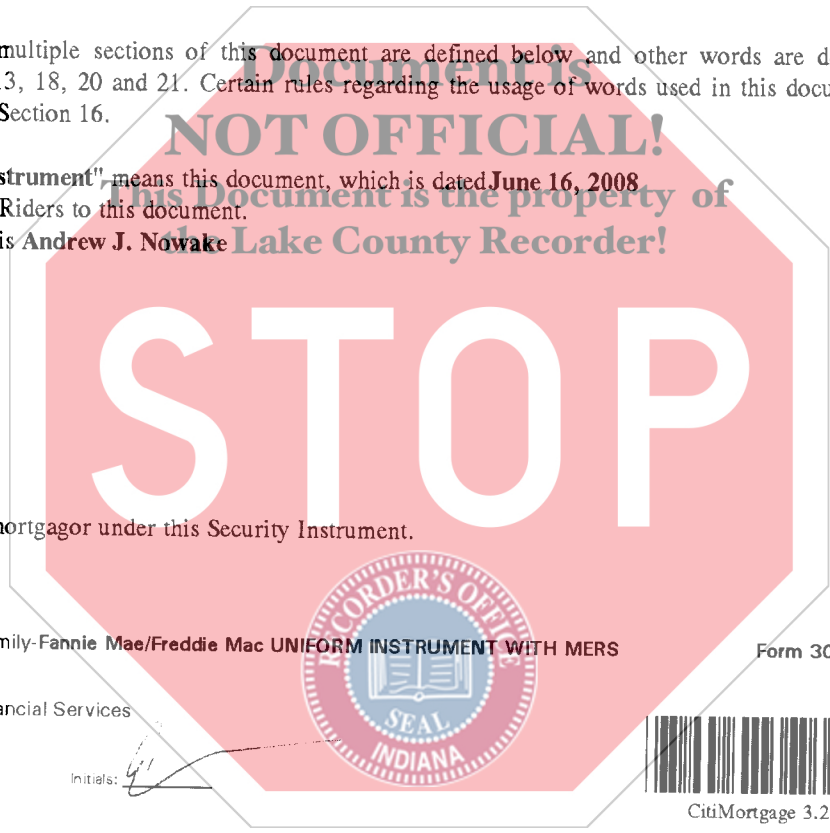 multiple sections of this document are defined below and other words are d
3, 18, 20 and 21. Certain rules regarding the usage of words used in this docu
Section 16.
Document is
NOT OFFICIAL!
This Document is the property of
the Lake County Recorder!
strument" means this document, which is dated June 16, 2008
Riders to this document.
is Andrew J. Nowake
STOP
nortgagor under this Security Instrument.
RECORDER'S OFFICE
SEAL
INDIANA
mily-Fannie Mae/Freddie Mac UNIFORM INSTRUMENT WITH MERS
Form 30
ancial Services
Initials:
CitiMortgage 3.2